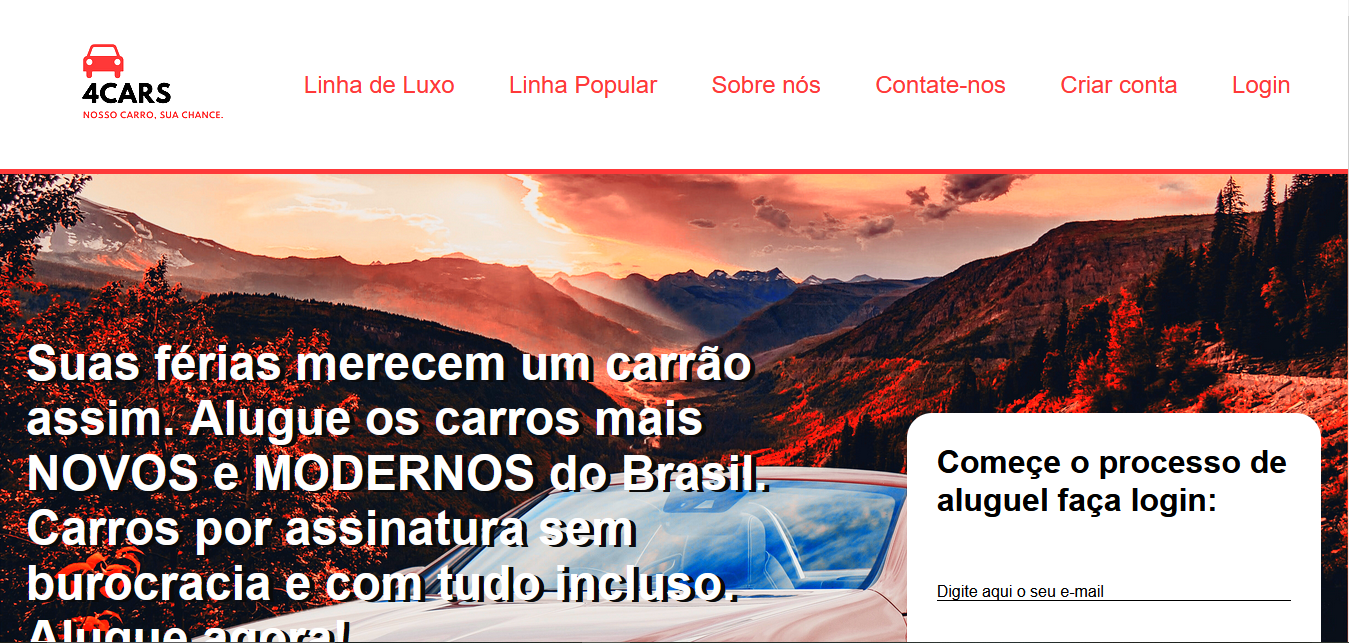 4CARS
NOSSO CARRO, SUA CHANCE.
Linha de Luxo
Linha Popular
Sobre nós
Contate-nos
Criar conta
Login
Suas férias merecem um carrão
assim. Alugue os carros mais
NOVOS e MODERNOS do Brasil.
Carros por assinatura sem
burocracia e com tudo incluso.
Alugue agora!
Começe o processo de
aluguel faça login:
Digite aqui o seu e-mail